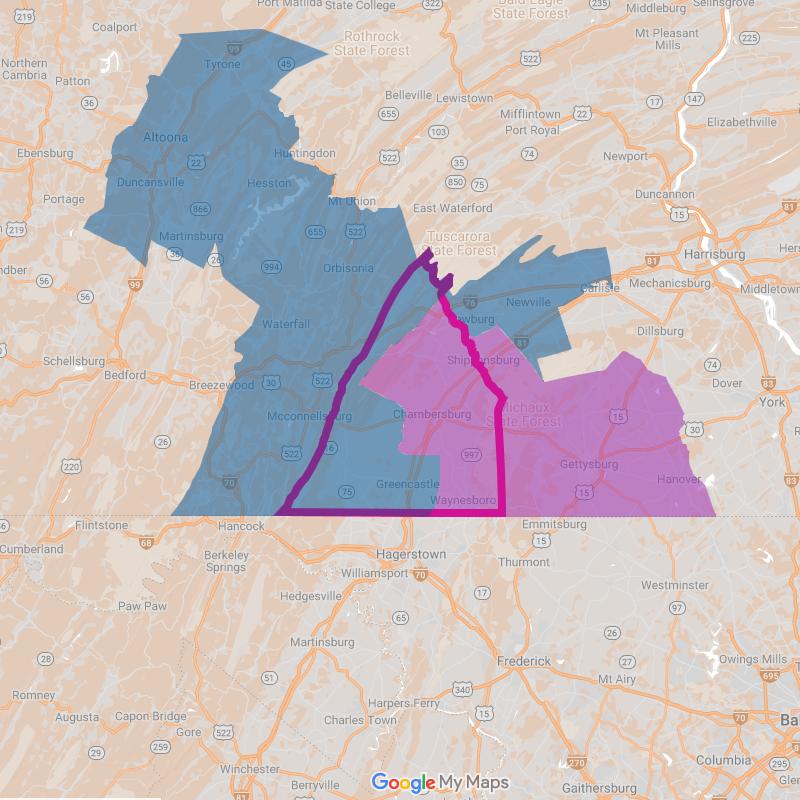 Port Matilda
State College
322
Bald Eagle
State Forest
235
Middleburg
Selinsgrove
219
Coalport
Mt Pleasant
Mills
225
Rothrock
State Forest
99
Tyrone
45
522
Northern
Cambria
Patton
36
Belleville
Lewistown
17
147
655
Mifflintown
22
Port Royal
Elizabethville
Altoona
103
Ebensburg
22
Huntingdon
522
35
74
Newport
Duncansville
Hesston
850
75
Portage
Mt Union
Duncannon
866
East Waterford
15
81
219
Martinsburg
655
522
Tuscarora
State Forest
36
26
Harrisburg
994
Orbisonia
81
56
99
Carlisle
Mechanicsburg
Middletown
56
76
Newville
Waterfall
Dillsburg
81
Schellsburg
Shippensburg
74
Bedford
Breezewood
30
522
Dover
83
York
Mcconnellsburg
Chambersburg
Michaux
State Forest
15
30
26
16
220
522
997
Gettysburg
70
75
Greencastle
15
Hanover
83
Waynesboro
Flintstone
Hancock
Emmitsburg
68
15
Cumberland
Berkeley
Springs
Hagerstown
Thurmont
Williamsport
70
Westminster
Hedgesville
17
Paw Paw
65
97
Martinsburg
26
28
Frederick
27
Owings Mills
51
Mt Airy
695
Romney
340
Harpers Ferry
Augusta
Capon Bridge
15
70
Charles Town
Gore
522
259
Columbia
29
Winchester
270
295
Berryville
Google My Maps
81
Gaithersburg